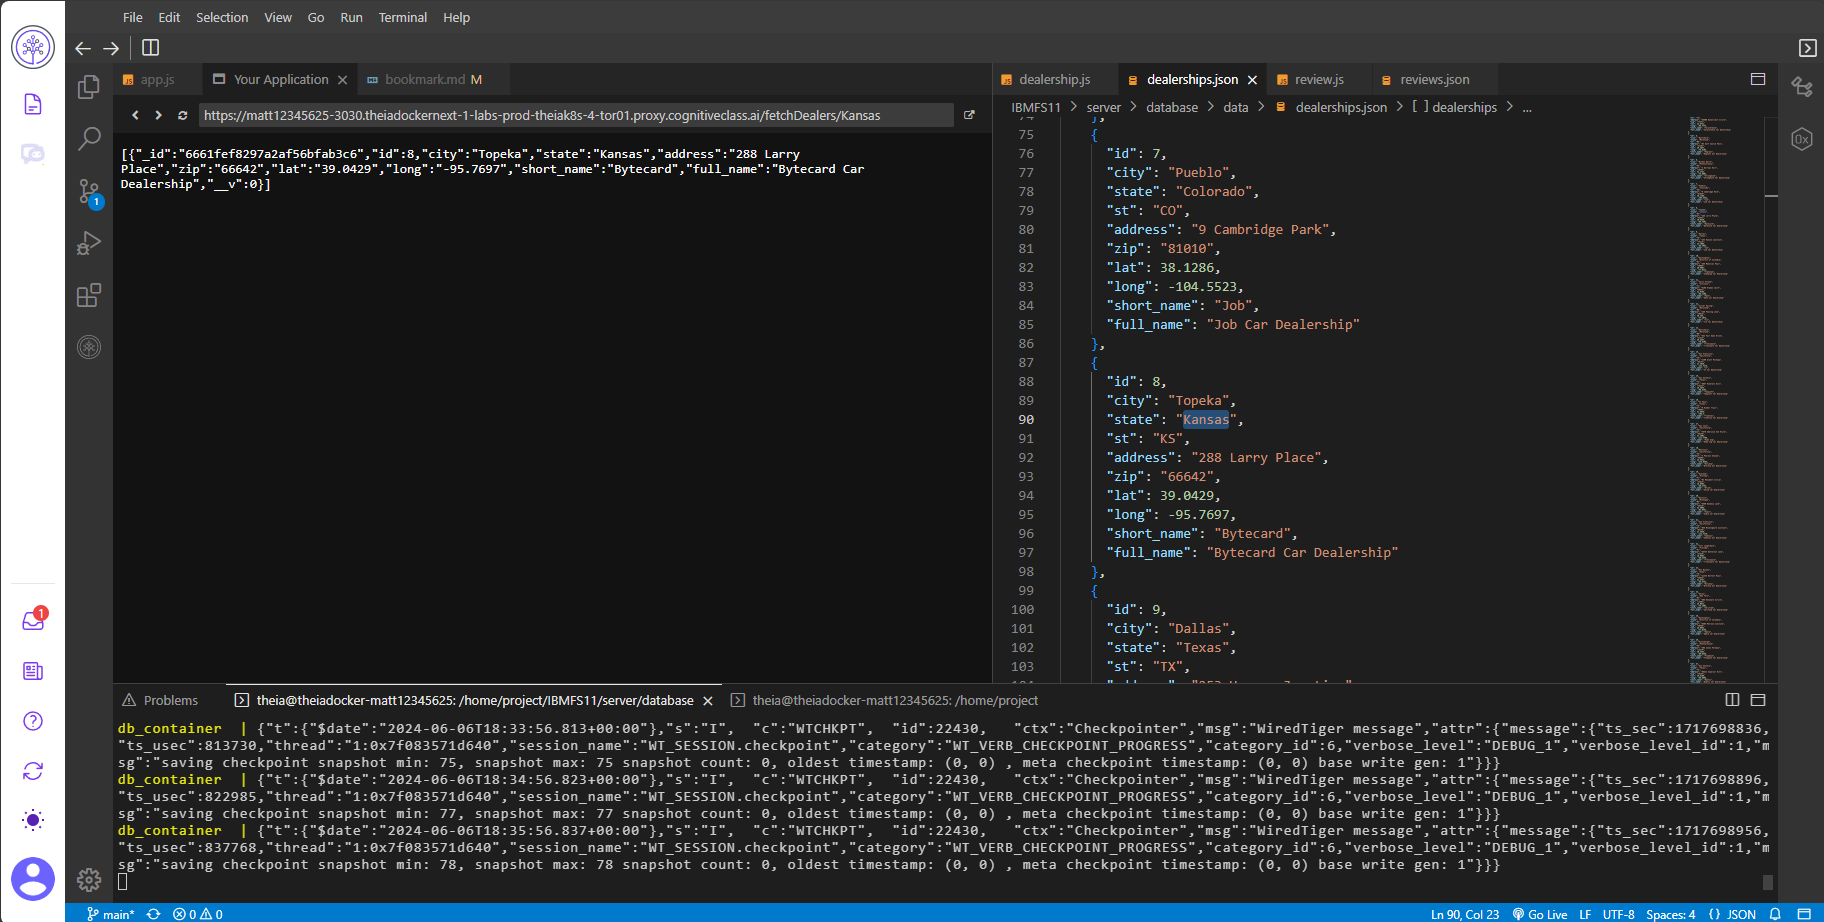 File Edit Selection View Go Run Terminal Help
app.js Your Application bookmark.md M
https://matt12345625-3030.theiadockernext-1-labs-prod-theiak8s-4-tor01.proxy.cognitiveclass.ai/fetchDealers/Kansas
[{"_id":"6661fef8297a2af56bfab3c6","id":8,"city":"Topeka","state":"Kansas","address":"288 Larry
Place","zip":"66642","lat":"39.0429","long":"-95.7697","short_name":"Bytecard","full_name":"Bytecard Car
Dealership","__v":0}]
1
1
dealership.js dealerships.json review.js reviews.json
IBMFS11 > server > database > data > dealerships.json > [ ] dealerships > ...
74 },
75 {
76 "id": 7,
77 "city": "Pueblo",
78 "state": "Colorado",
79 "st": "CO",
80 "address": "9 Cambridge Park",
81 "zip": "81010",
82 "lat": 38.1286,
83 "long": -104.5523,
84 "short_name": "Job",
85 "full_name": "Job Car Dealership"
86 },
87 {
88 "id": 8,
89 "city": "Topeka",
90 "state": "Kansas",
91 "st": "KS",
92 "address": "288 Larry Place",
93 "zip": "66642",
94 "lat": 39.0429,
95 "long": -95.7697,
96 "short_name": "Bytecard",
97 "full_name": "Bytecard Car Dealership"
98 },
99 {
100 "id": 9,
101 "city": "Dallas",
102 "state": "Texas",
103 "st": "TX",
0x
Problems theia@theiadocker-matt12345625: /home/project/IBMFS11/server/database theia@theiadocker-matt12345625: /home/project
db_container | {"t":{"$date":"2024-06-06T18:33:56.813+00:00"},"s":"I", "c":"WTCHKPT", "id":22430, "ctx":"Checkpointer","msg":"WiredTiger message","attr":{"message":{"ts_sec":1717698836,
"ts_usec":813730,"thread":"1:0x7f083571d640","session_name":"WT_SESSION.checkpoint","category":"WT_VERB_CHECKPOINT_PROGRESS","category_id":6,"verbose_level":"DEBUG_1","verbose_level_id":1,"m
sg":"saving checkpoint snapshot min: 75, snapshot max: 75 snapshot count: 0, oldest timestamp: (0, 0) , meta checkpoint timestamp: (0, 0) base write gen: 1"}}}
db_container | {"t":{"$date":"2024-06-06T18:34:56.823+00:00"},"s":"I", "c":"WTCHKPT", "id":22430, "ctx":"Checkpointer","msg":"WiredTiger message","attr":{"message":{"ts_sec":1717698896,
"ts_usec":822985,"thread":"1:0x7f083571d640","session_name":"WT_SESSION.checkpoint","category":"WT_VERB_CHECKPOINT_PROGRESS","category_id":6,"verbose_level":"DEBUG_1","verbose_level_id":1,"m
sg":"saving checkpoint snapshot min: 77, snapshot max: 77 snapshot count: 0, oldest timestamp: (0, 0) , meta checkpoint timestamp: (0, 0) base write gen: 1"}}}
db_container | {"t":{"$date":"2024-06-06T18:35:56.837+00:00"},"s":"I", "c":"WTCHKPT", "id":22430, "ctx":"Checkpointer","msg":"WiredTiger message","attr":{"message":{"ts_sec":1717698956,
"ts_usec":837768,"thread":"1:0x7f083571d640","session_name":"WT_SESSION.checkpoint","category":"WT_VERB_CHECKPOINT_PROGRESS","category_id":6,"verbose_level":"DEBUG_1","verbose_level_id":1,"m
sg":"saving checkpoint snapshot min: 78, snapshot max: 78 snapshot count: 0, oldest timestamp: (0, 0) , meta checkpoint timestamp: (0, 0) base write gen: 1"}}}
main* 0 0 Ln 90, Col 23 Go Live LF UTF-8 Spaces: 4 {} JSON